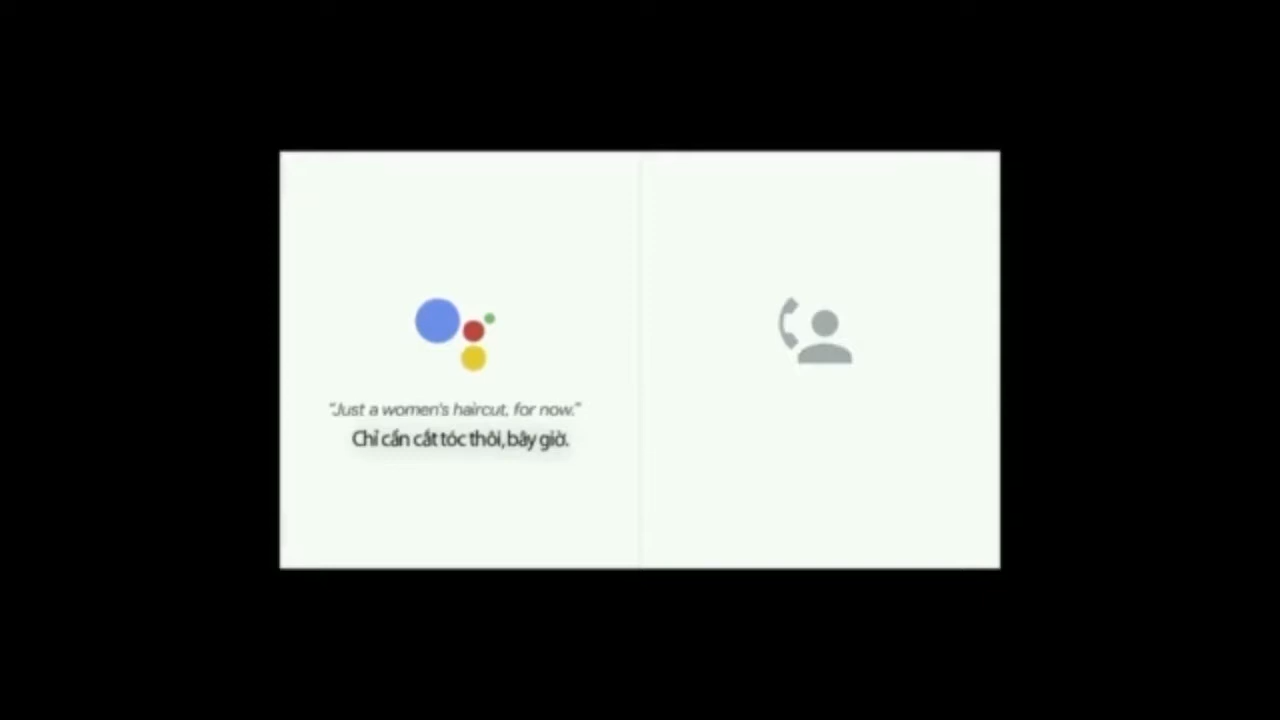 "Just a women's haircut, for now."
Chỉ cần cắt tóc thôi, bây giờ.